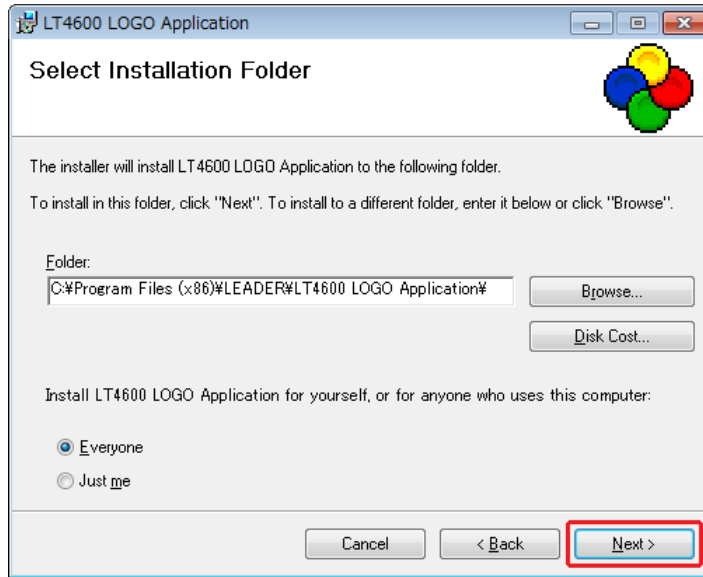 LT4600 LOGO Application
Select Installation Folder
The installer will install LT4600 LOGO Application to the following folder.
To install in this folder, click "Next". To install to a different folder, enter it below or click "Browse".
Folder:
C:¥Program Files (x86)¥LEADER¥LT4600 LOGO Application¥
Browse...
Disk Cost...
Install LT4600 LOGO Application for yourself, or for anyone who uses this computer:
Everyone
Just me
Cancel
< Back
Next >